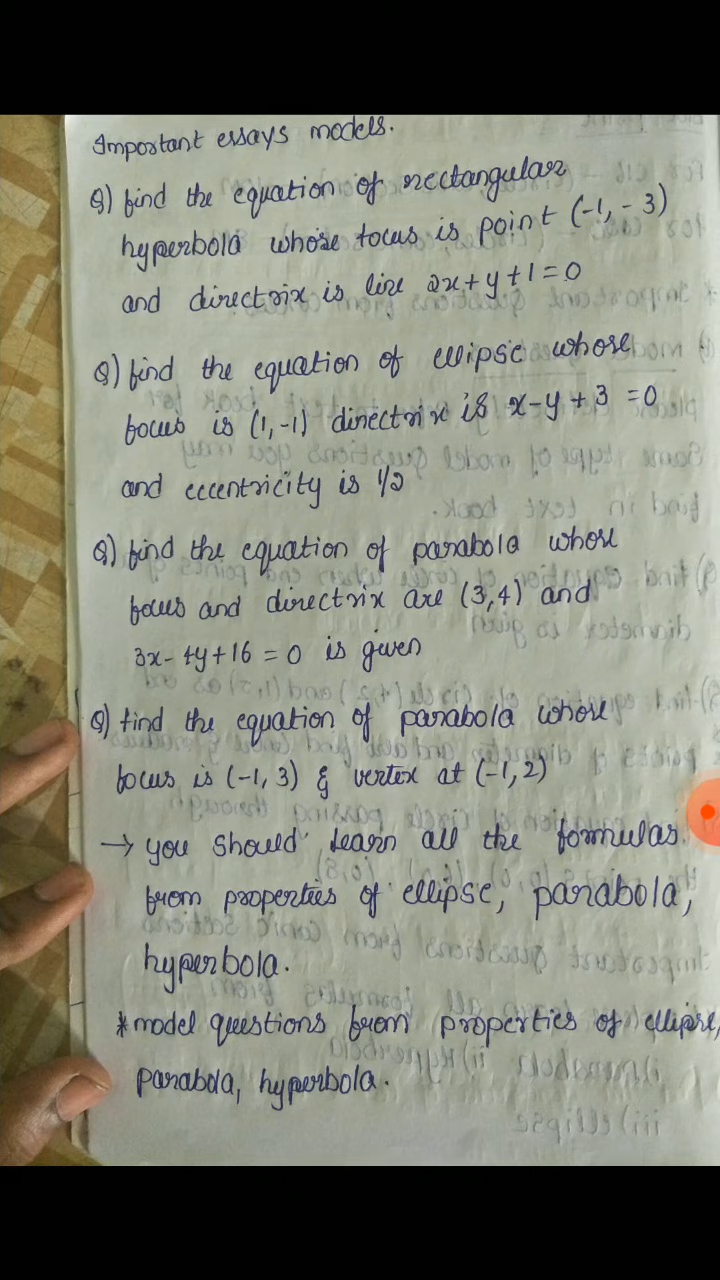 Important essays models.
Q) find the equation of rectangular
hyperbola whose focus is point (-1, -3)
and directrix is line 2x+y+1=0
Q) find the equation of ellipse whose
focus is (1,-1) directrix is x-y+3 =0
and eccentricity is 1/2
Q) find the equation of parabola whose
focus and directrix are (3,4) and
3x-4y+16=0 is given
Q) find the equation of parabola whose
focus is (-1,3) & vertex at (-1,2)
→ you should learn all the formulas
from properties of ellipse, parabola,
hyperbola.
*model questions from properties of ellipse,
parabola, hyperbola.